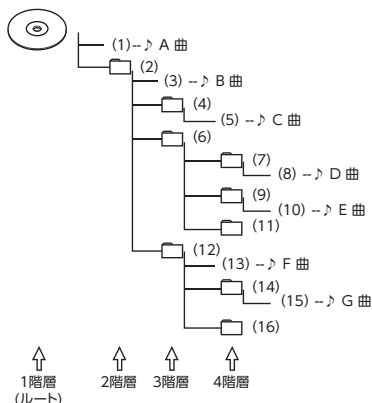 (1)--♪ A 曲
(2)
(3) --♪ B 曲
(4)
(5) --♪ C 曲
(6)
(7)
(8) --♪ D 曲
(9)
(10) --♪ E 曲
(11)
(12)
(13) --♪ F 曲
(14)
(15) --♪ G 曲
(16)
1階層 2階層 3階層 4階層
(ルート)